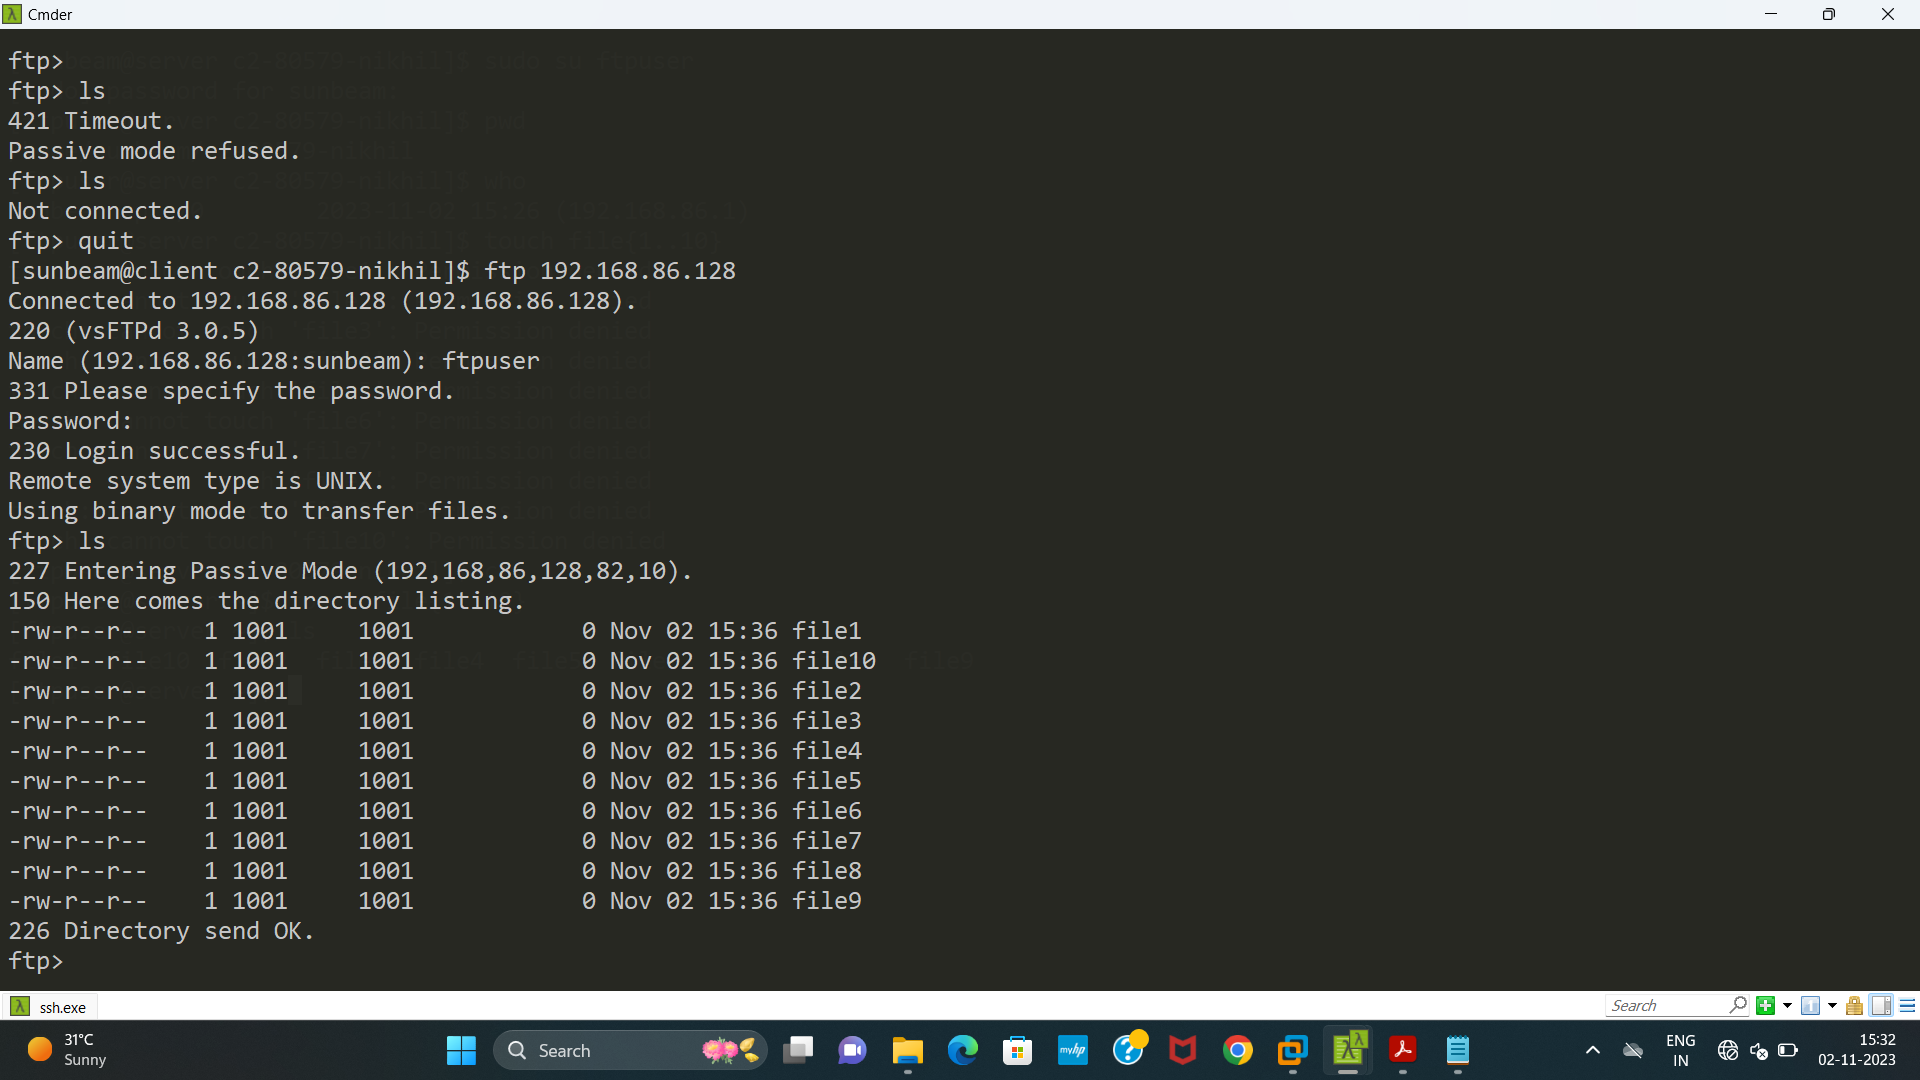 Cmder
ftp>
ftp> ls
421 Timeout.
Passive mode refused.
ftp> ls
Not connected.
ftp> quit
[sunbeam@client c2-80579-nikhil]$ ftp 192.168.86.128
Connected to 192.168.86.128 (192.168.86.128).
220 (vsFTPd 3.0.5)
Name (192.168.86.128:sunbeam): ftpuser
331 Please specify the password.
Password:
230 Login successful.
Remote system type is UNIX.
Using binary mode to transfer files.
ftp> ls
227 Entering Passive Mode (192,168,86,128,82,10).
150 Here comes the directory listing.
-rw-r--r--    1 1001     1001            0 Nov 02 15:36 file1
-rw-r--r--    1 1001     1001            0 Nov 02 15:36 file10
-rw-r--r--    1 1001     1001            0 Nov 02 15:36 file2
-rw-r--r--    1 1001     1001            0 Nov 02 15:36 file3
-rw-r--r--    1 1001     1001            0 Nov 02 15:36 file4
-rw-r--r--    1 1001     1001            0 Nov 02 15:36 file5
-rw-r--r--    1 1001     1001            0 Nov 02 15:36 file6
-rw-r--r--    1 1001     1001            0 Nov 02 15:36 file7
-rw-r--r--    1 1001     1001            0 Nov 02 15:36 file8
-rw-r--r--    1 1001     1001            0 Nov 02 15:36 file9
226 Directory send OK.
ftp>
ssh.exe
Search
31°C
Sunny
Search
myhp
ENG
IN
15:32
02-11-2023